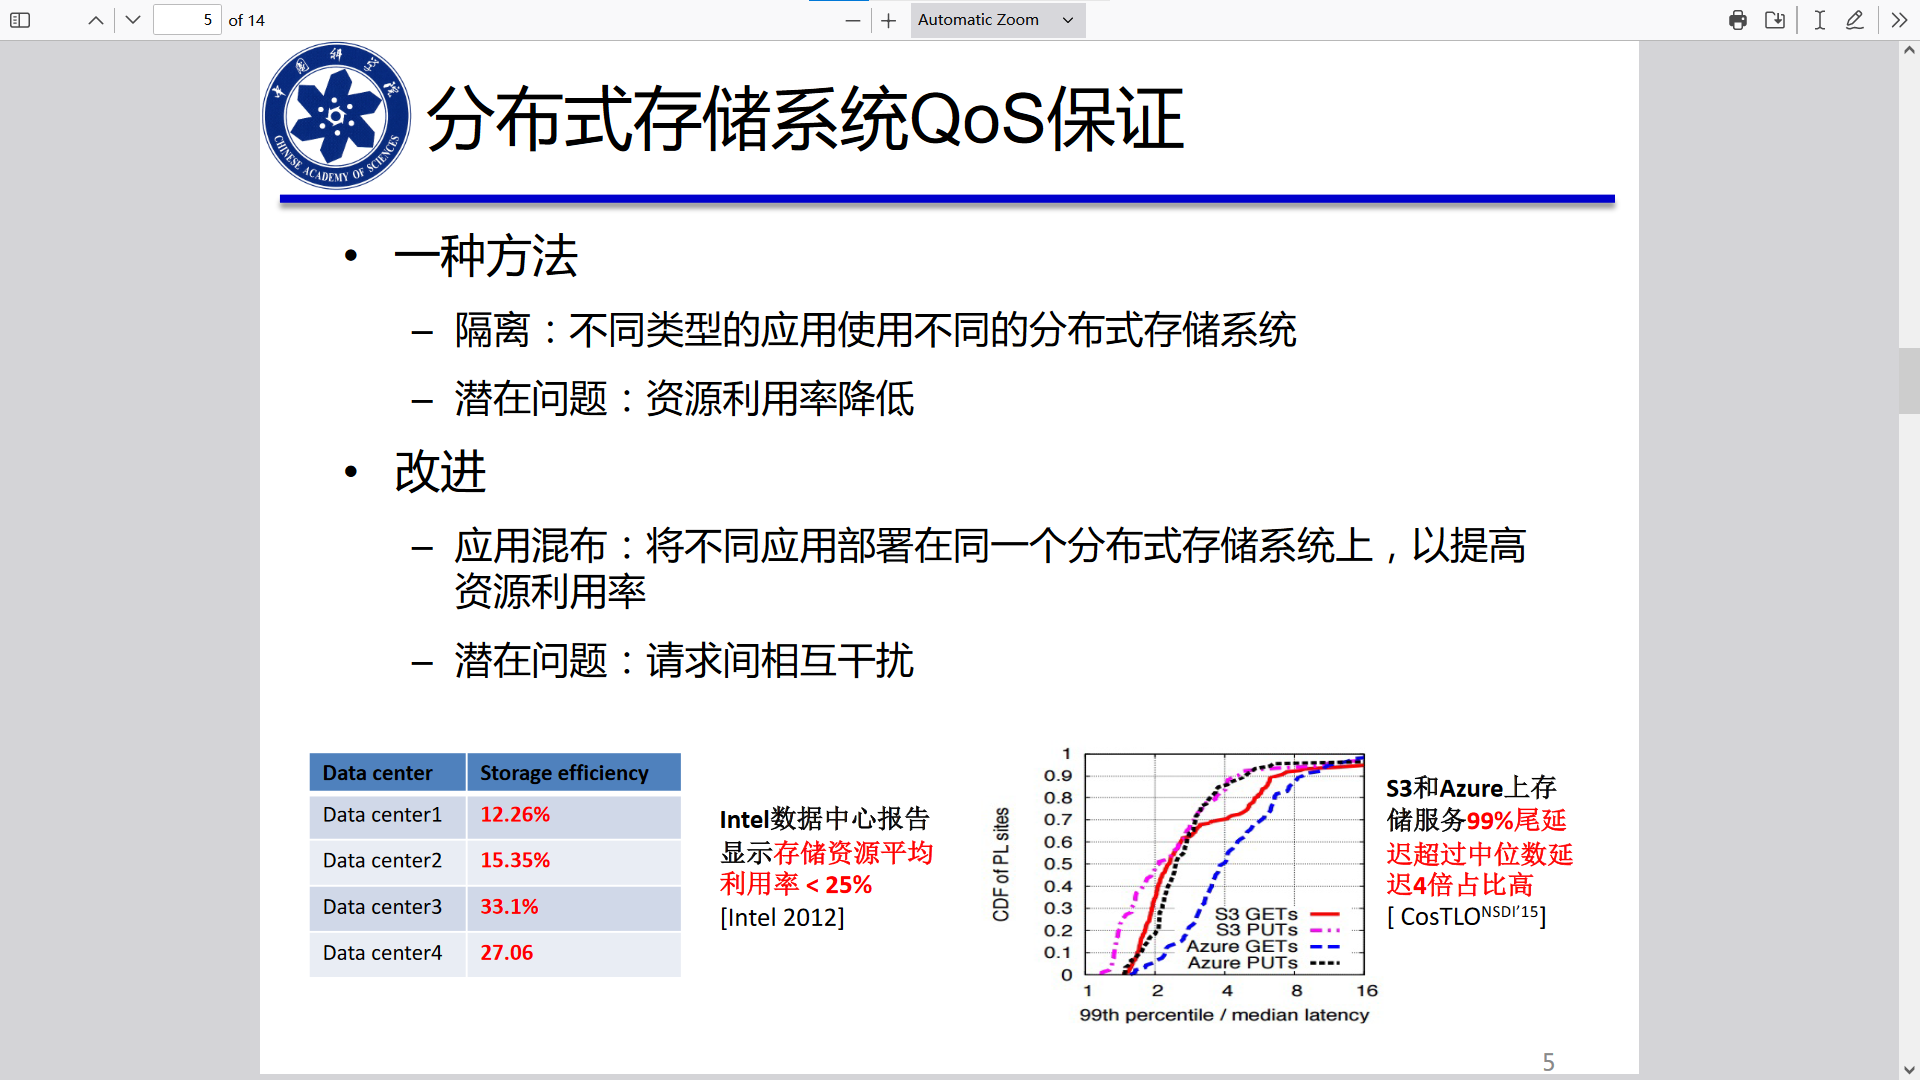 5 of 14 Automatic Zoom
中国科学院
CHINESE ACADEMY OF SCIENCES
分布式存储系统QoS保证
• 一种方法
– 隔离：不同类型的应用使用不同的分布式存储系统
– 潜在问题：资源利用率降低
• 改进
– 应用混布：将不同应用部署在同一个分布式存储系统上，以提高
资源利用率
– 潜在问题：请求间相互干扰
Data center Storage efficiency
Data center1 12.26%
Data center2 15.35%
Data center3 33.1%
Data center4 27.06
Intel数据中心报告
显示存储资源平均
利用率 < 25%
[Intel 2012]
CDF of PL sites
1
0.9
0.8
0.7
0.6
0.5
0.4
0.3
0.2
0.1
0
S3 GETs
S3 PUTs
Azure GETs
Azure PUTs
1 2 4 8 16
99th percentile / median latency
S3和Azure上存
储服务99%尾延
迟超过中位数延
迟4倍占比高
[ CosTLO NSDI’15]
5